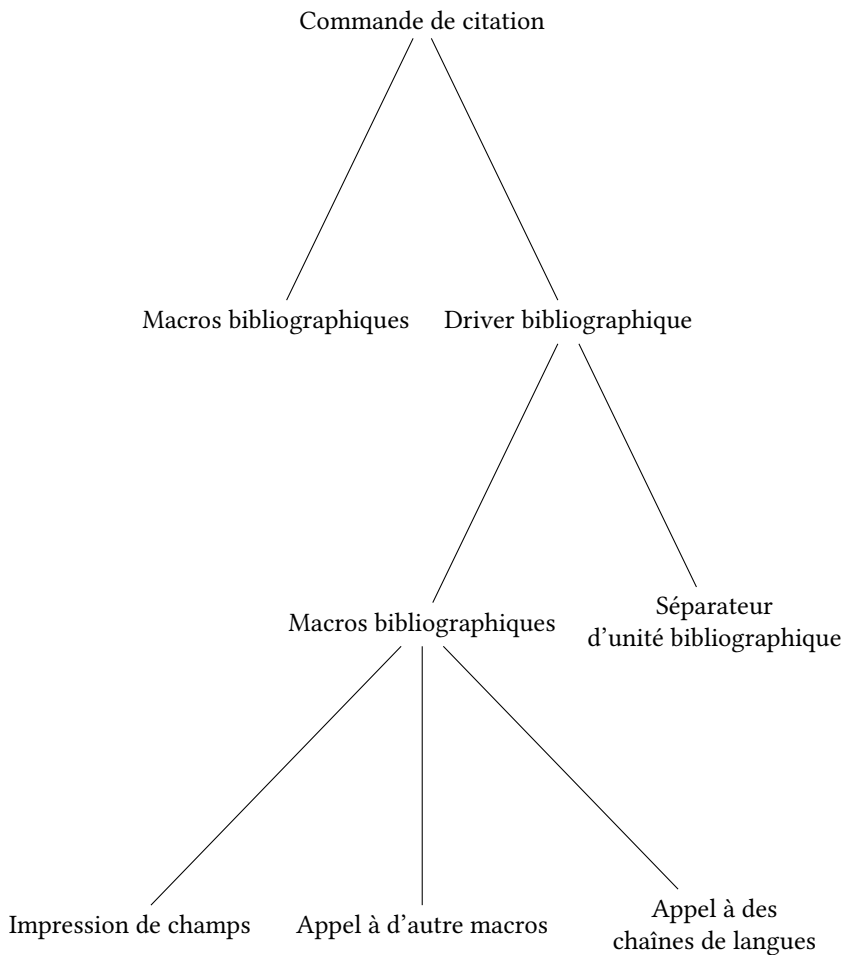 Commande de citation
Macros bibliographiques
Driver bibliographique
Macros bibliographiques
Séparateur
d'unité bibliographique
Impression de champs
Appel à d'autre macros
Appel à des
chaînes de langues